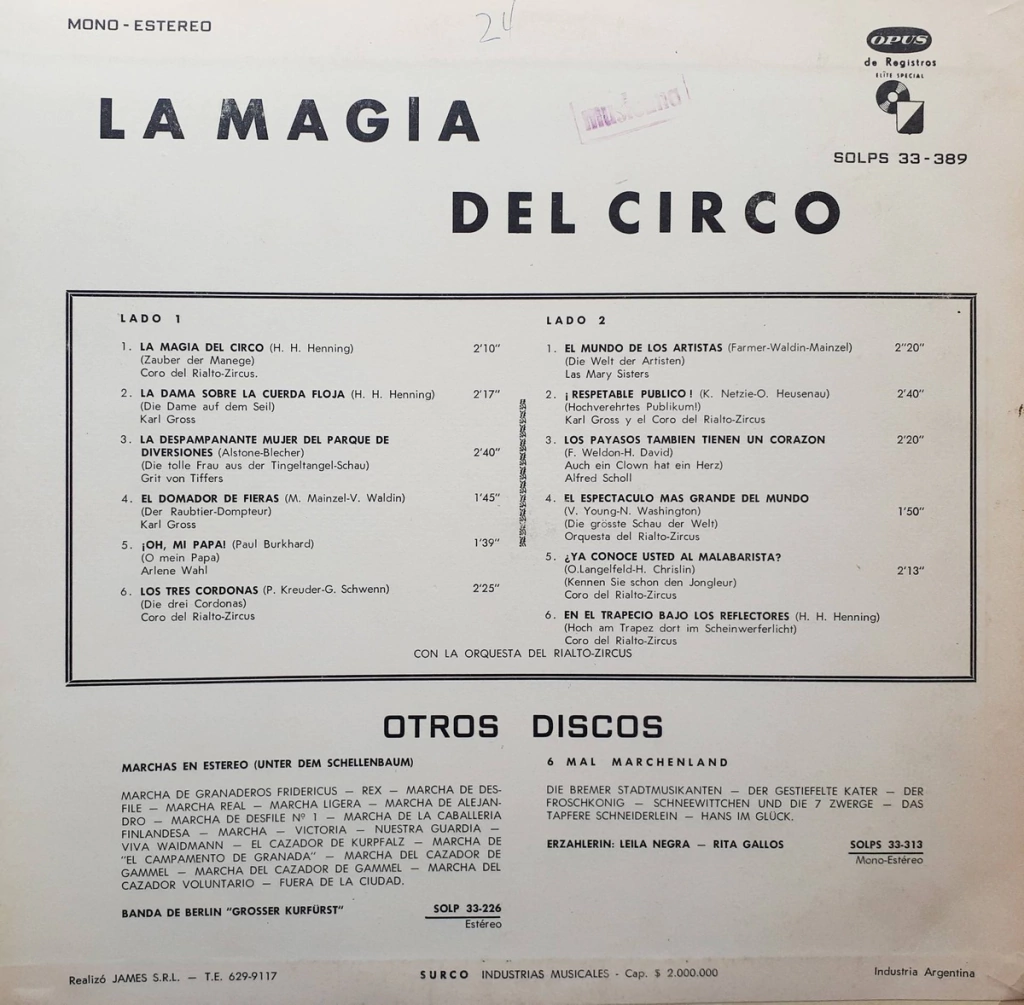 MONO - ESTEREO
24
OPUS
de Registros
ELITE SPECIAL
musicano
SOLPS 33-389
LA MAGIA
DEL CIRCO
LADO 1
1. LA MAGIA DEL CIRCO (H. H. Henning) 2'10"
(Zauber der Manege)
Coro del Rialto-Zircus.
2. LA DAMA SOBRE LA CUERDA FLOJA (H. H. Henning) 2'17"
(Die Dame auf dem Seil)
Karl Gross
3. LA DESPAMPANANTE MUJER DEL PARQUE DE
DIVERSIONES (Alstone-Blecher) 2'40"
(Die tolle Frau aus der Tingeltangel-Schau)
Grit von Tiffers
4. EL DOMADOR DE FIERAS (M. Mainzel-V. Waldin) 1'45"
(Der Raubtier-Dompteur)
Karl Gross
5. ¡OH, MI PAPA! (Paul Burkhard) 1'39"
(O mein Papa)
Arlene Wahl
6. LOS TRES CORDONAS (P. Kreuder-G. Schwenn) 2'25"
(Die drei Cordonas)
Coro del Rialto-Zircus
LADO 2
1. EL MUNDO DE LOS ARTISTAS (Farmer-Waldin-Mainzel) 2"20"
(Die Welt der Artisten)
Las Mary Sisters
2. ¡RESPETABLE PUBLICO! (K. Netzie-O. Heusenau) 2'40"
(Hochverehrtes Publikum!)
Karl Gross y el Coro del Rialto-Zircus
3. LOS PAYASOS TAMBIEN TIENEN UN CORAZON 2'20"
(F. Weldon-H. David)
Auch ein Clown hat ein Herz)
Alfred Scholl
4. EL ESPECTACULO MAS GRANDE DEL MUNDO
(V. Young-N. Washington) 1'50"
(Die grösste Schau der Welt)
Orquesta del Rialto-Zircus
5. ¿YA CONOCE USTED AL MALABARISTA?
(O.Langelfeld-H. Chrislin) 2'13"
(Kennen Sie schon den Jongleur)
Coro del Rialto-Zircus
6. EN EL TRAPECIO BAJO LOS REFLECTORES (H. H. Henning)
(Hoch am Trapez dort im Scheinwerferlicht)
Coro del Rialto-Zircus
CON LA ORQUESTA DEL RIALTO-ZIRCUS
OTROS DISCOS
MARCHAS EN ESTEREO (UNTER DEM SCHELLENBAUM)
MARCHA DE GRANADEROS FRIDERICUS — REX — MARCHA DE DES-
FILE — MARCHA REAL — MARCHA LIGERA — MARCHA DE ALEJAN-
DRO — MARCHA DE DESFILE Nº 1 — MARCHA DE LA CABALLERIA
FINLANDESA — MARCHA — VICTORIA — NUESTRA GUARDIA —
VIVA WAIDMANN — EL CAZADOR DE KURPFALZ — MARCHA DE
"EL CAMPAMENTO DE GRANADA" — MARCHA DEL CAZADOR DE
GAMMEL — MARCHA DEL CAZADOR DE GAMMEL — MARCHA DEL
CAZADOR VOLUNTARIO — FUERA DE LA CIUDAD.
BANDA DE BERLIN "GROSSER KURFÜRST" SOLP 33-226
Estéreo
6 MAL MARCHENLAND
DIE BREMER STADTMUSIKANTEN — DER GESTIEFELTE KATER — DER
FROSCHKONIG — SCHNEEWITTCHEN UND DIE 7 ZWERGE — DAS
TAPFERE SCHNEIDERLEIN — HANS IM GLÜCK.
ERZAHLERIN: LEILA NEGRA — RITA GALLOS SOLPS 33-313
Mono-Estéreo
Realizó JAMES S.R.L. — T.E. 629-9117
SURCO INDUSTRIAS MUSICALES - Cap. $ 2.000.000
Industria Argentina